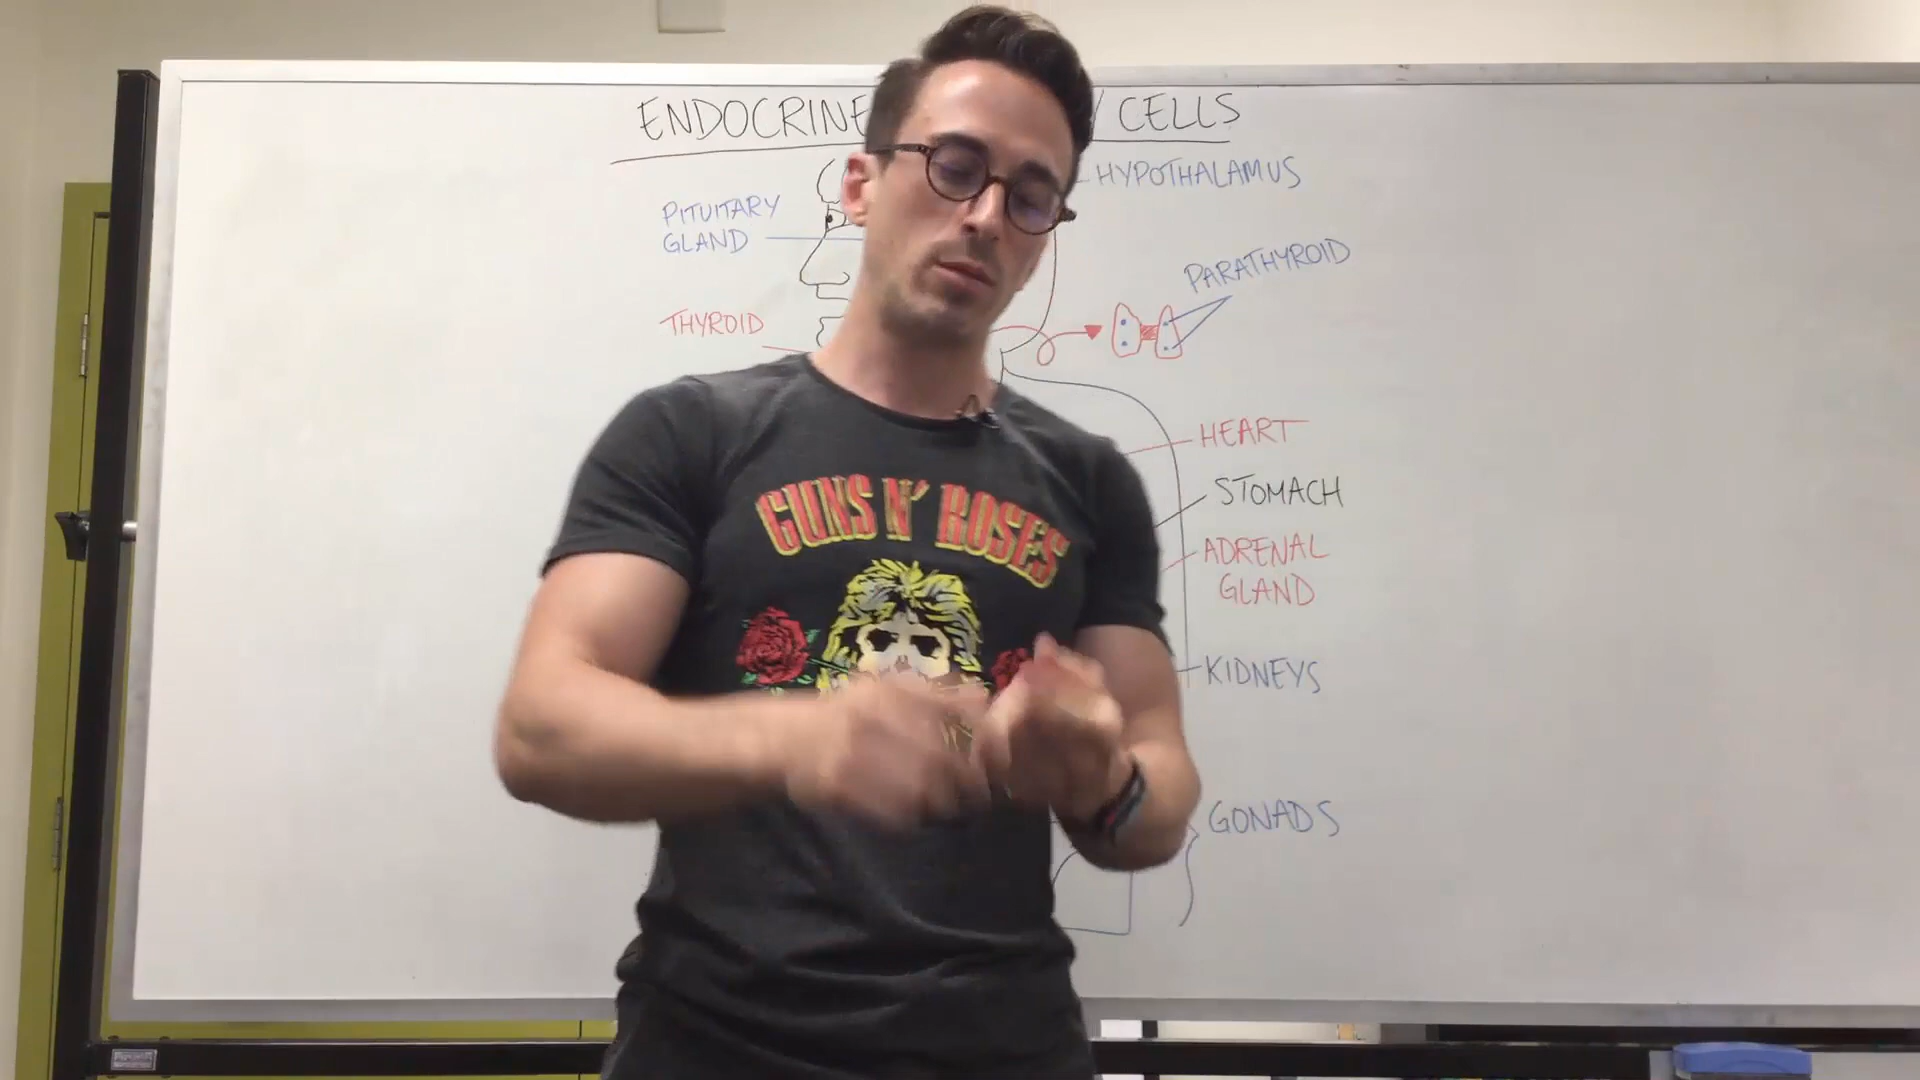 ENDOCRINE CELLS
HYPOTHALAMUS
PITUITARY
GLAND
PARATHYROID
THYROID
HEART
STOMACH
ADRENAL
GLAND
KIDNEYS
GONADS
GUNS N' ROSES